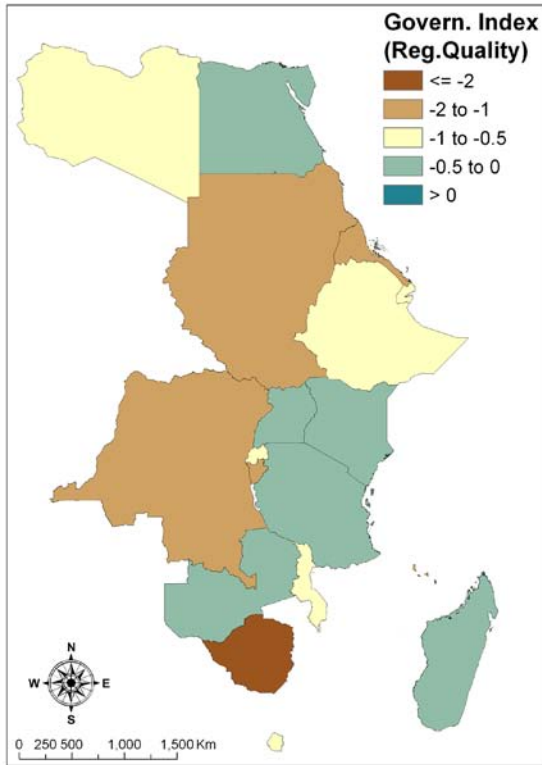 Govern. Index
(Reg.Quality)
<= -2
-2 to -1
-1 to -0.5
-0.5 to 0
> 0
N
W E
S
0 250 500 1,000 1,500 Km